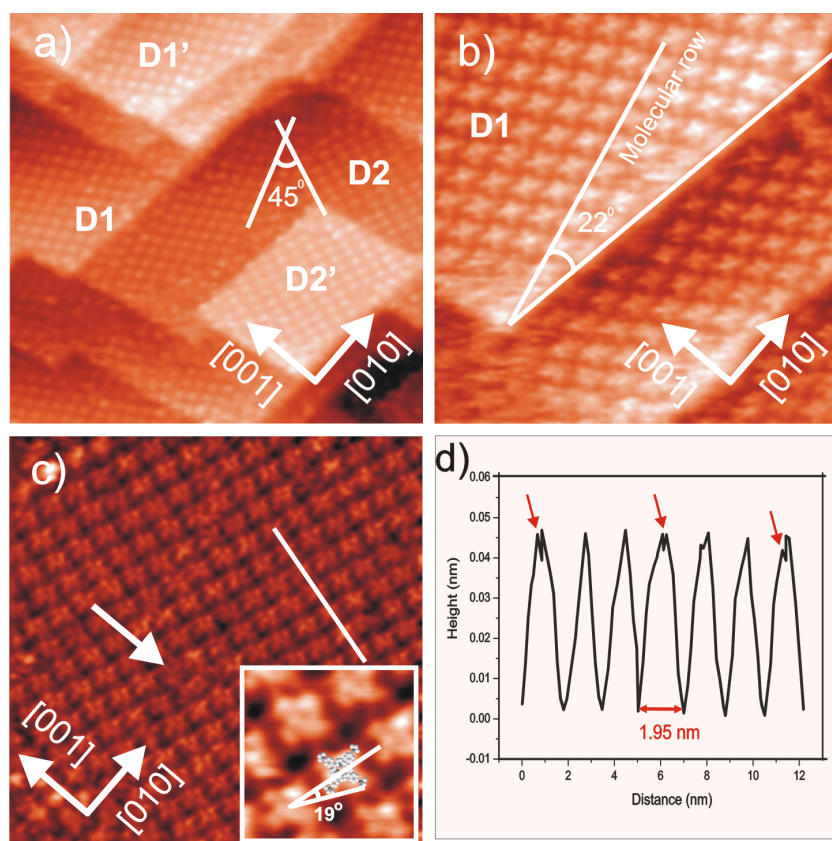 a)
D1'
D2
45°
D1
D2'
[001]
[010]
b)
Molecular row
D1
22°
[001]
[010]
c)
[001]
[010]
19°
d)
0.06
0.05
0.04
0.03
0.02
0.01
0.00
-0.01
Height (nm)
1.95 nm
0 2 4 6 8 10 12
Distance (nm)